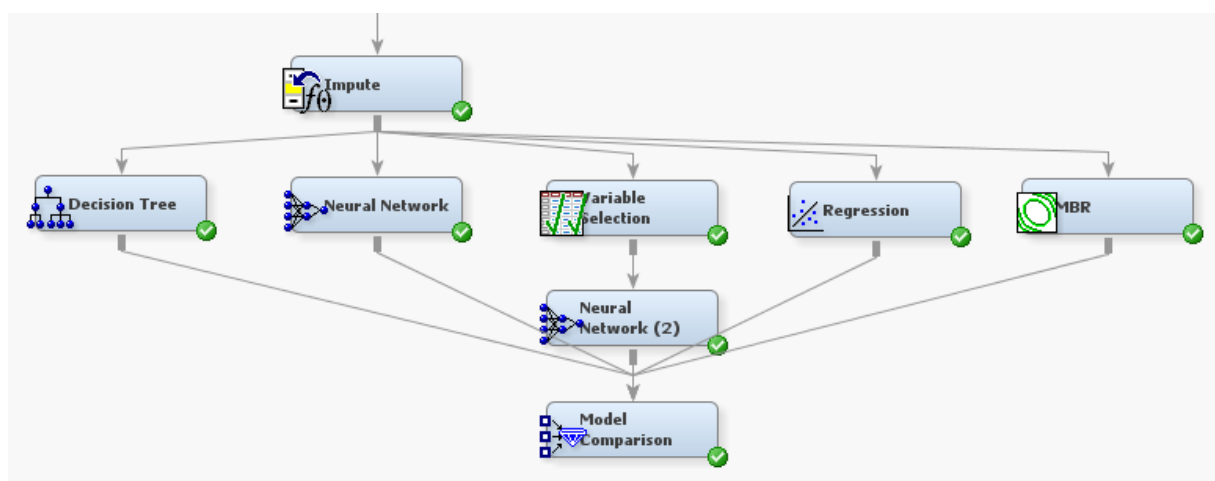 Impute
Decision Tree
Neural Network
Variable
Selection
Regression
MBR
Neural
Network (2)
Model
Comparison